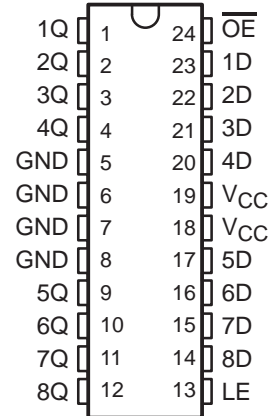 1Q 1 24 OE
2Q 2 23 1D
3Q 3 22 2D
4Q 4 21 3D
GND 5 20 4D
GND 6 19 VCC
GND 7 18 VCC
GND 8 17 5D
5Q 9 16 6D
6Q 10 15 7D
7Q 11 14 8D
8Q 12 13 LE